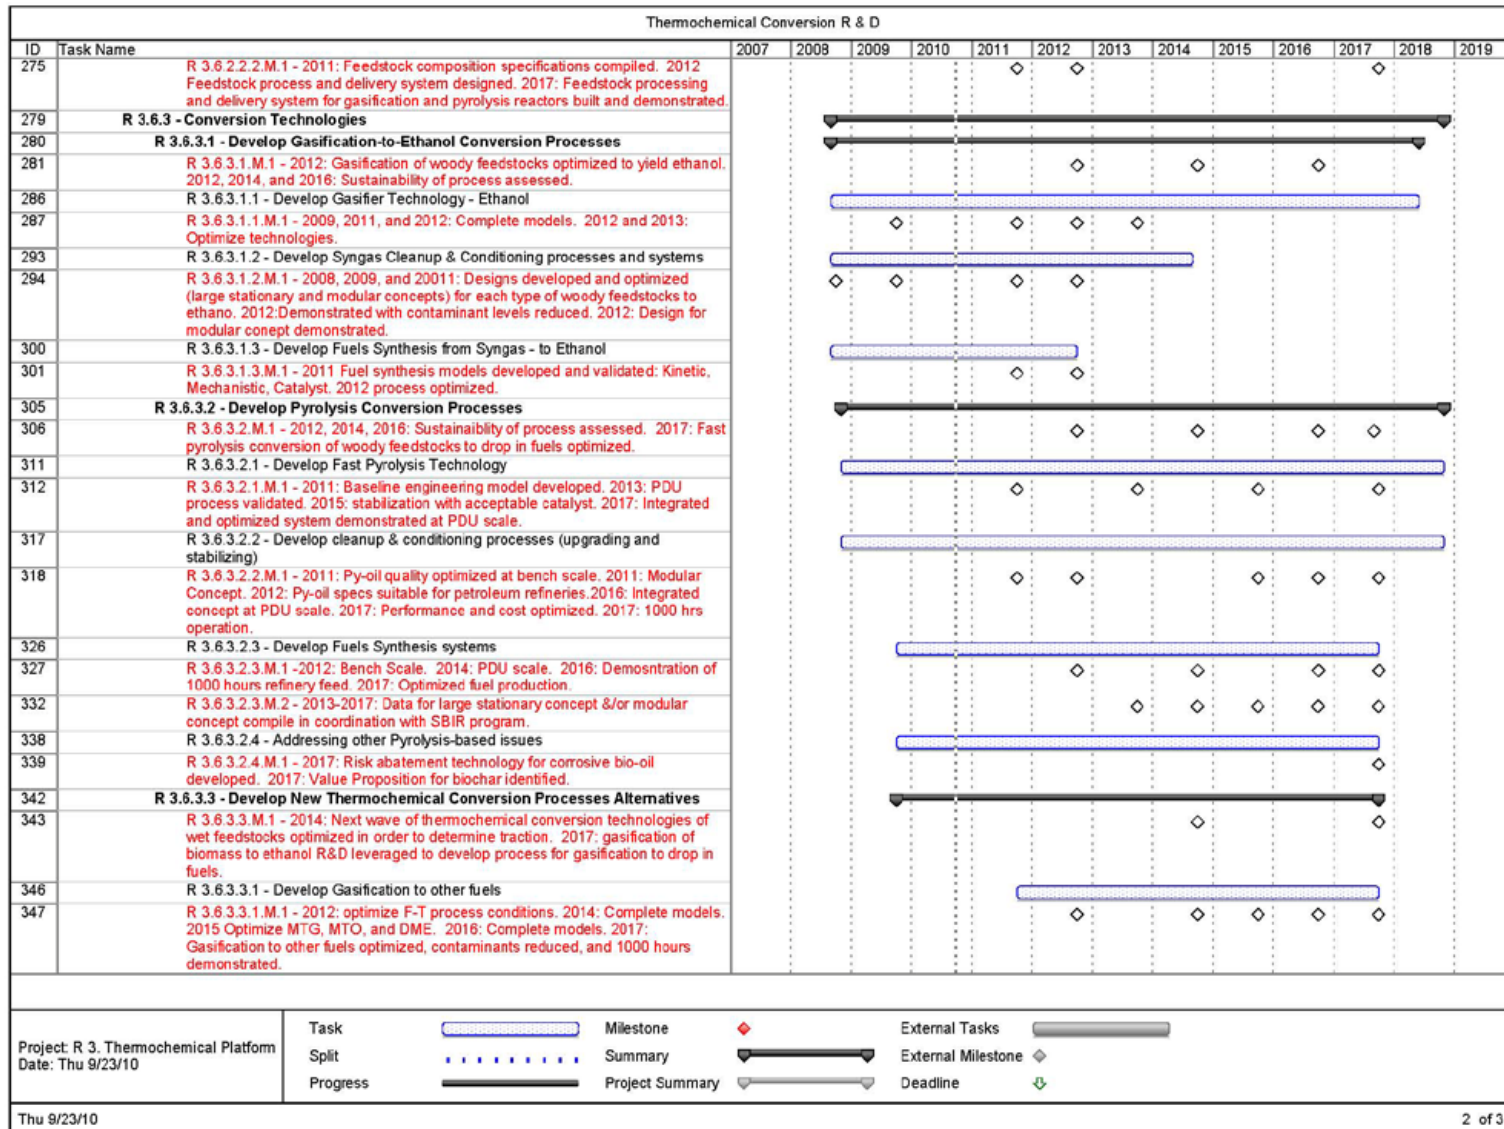 Thermochemical Conversion R & D
ID Task Name 2007 2008 2009 2010 2011 2012 2013 2014 2015 2016 2017 2018 2019
275 R 3.6.2.2.2.M.1 - 2011: Feedstock composition specifications compiled. 2012
Feedstock process and delivery system designed. 2017: Feedstock processing
and delivery system for gasification and pyrolysis reactors built and demonstrated.
279 R 3.6.3 - Conversion Technologies
280 R 3.6.3.1 - Develop Gasification-to-Ethanol Conversion Processes
281 R 3.6.3.1.M.1 - 2012: Gasification of woody feedstocks optimized to yield ethanol.
2012, 2014, and 2016: Sustainability of process assessed.
286 R 3.6.3.1.1 - Develop Gasifier Technology - Ethanol
287 R 3.6.3.1.1.M.1 - 2009, 2011, and 2012: Complete models. 2012 and 2013:
Optimize technologies.
293 R 3.6.3.1.2 - Develop Syngas Cleanup & Conditioning processes and systems
294 R 3.6.3.1.2.M.1 - 2008, 2009, and 20011: Designs developed and optimized
(large stationary and modular concepts) for each type of woody feedstocks to
ethano. 2012:Demonstrated with contaminant levels reduced. 2012: Design for
modular conept demonstrated.
300 R 3.6.3.1.3 - Develop Fuels Synthesis from Syngas - to Ethanol
301 R 3.6.3.1.3.M.1 - 2011 Fuel synthesis models developed and validated: Kinetic,
Mechanistic, Catalyst. 2012 process optimized.
305 R 3.6.3.2 - Develop Pyrolysis Conversion Processes
306 R 3.6.3.2.M.1 - 2012, 2014, 2016: Sustainaiblity of process assessed. 2017: Fast
pyrolysis conversion of woody feedstocks to drop in fuels optimized.
311 R 3.6.3.2.1 - Develop Fast Pyrolysis Technology
312 R 3.6.3.2.1.M.1 - 2011: Baseline engineering model developed. 2013: PDU
process validated. 2015: stabilization with acceptable catalyst. 2017: Integrated
and optimized system demonstrated at PDU scale.
317 R 3.6.3.2.2 - Develop cleanup & conditioning processes (upgrading and
stabilizing)
318 R 3.6.3.2.2.M.1 - 2011: Py-oil quality optimized at bench scale. 2011: Modular
Concept. 2012: Py-oil specs suitable for petroleum refineries.2016: Integrated
concept at PDU scale. 2017: Performance and cost optimized. 2017: 1000 hrs
operation.
326 R 3.6.3.2.3 - Develop Fuels Synthesis systems
327 R 3.6.3.2.3.M.1 -2012: Bench Scale. 2014: PDU scale. 2016: Demosntration of
1000 hours refinery feed. 2017: Optimized fuel production.
332 R 3.6.3.2.3.M.2 - 2013-2017: Data for large stationary concept &/or modular
concept compile in coordination with SBIR program.
338 R 3.6.3.2.4 - Addressing other Pyrolysis-based issues
339 R 3.6.3.2.4.M.1 - 2017: Risk abatement technology for corrosive bio-oil
developed. 2017: Value Proposition for biochar identified.
342 R 3.6.3.3 - Develop New Thermochemical Conversion Processes Alternatives
343 R 3.6.3.3.M.1 - 2014: Next wave of thermochemical conversion technologies of
wet feedstocks optimized in order to determine traction. 2017: gasification of
biomass to ethanol R&D leveraged to develop process for gasification to drop in
fuels.
346 R 3.6.3.3.1 - Develop Gasification to other fuels
347 R 3.6.3.3.1.M.1 - 2012: optimize F-T process conditions. 2014: Complete models.
2015 Optimize MTG, MTO, and DME. 2016: Complete models. 2017:
Gasification to other fuels optimized, contaminants reduced, and 1000 hours
demonstrated.
Project: R 3. Thermochemical Platform
Date: Thu 9/23/10
Task Milestone External Tasks
Split Summary External Milestone
Progress Project Summary Deadline
Thu 9/23/10 2 of 3